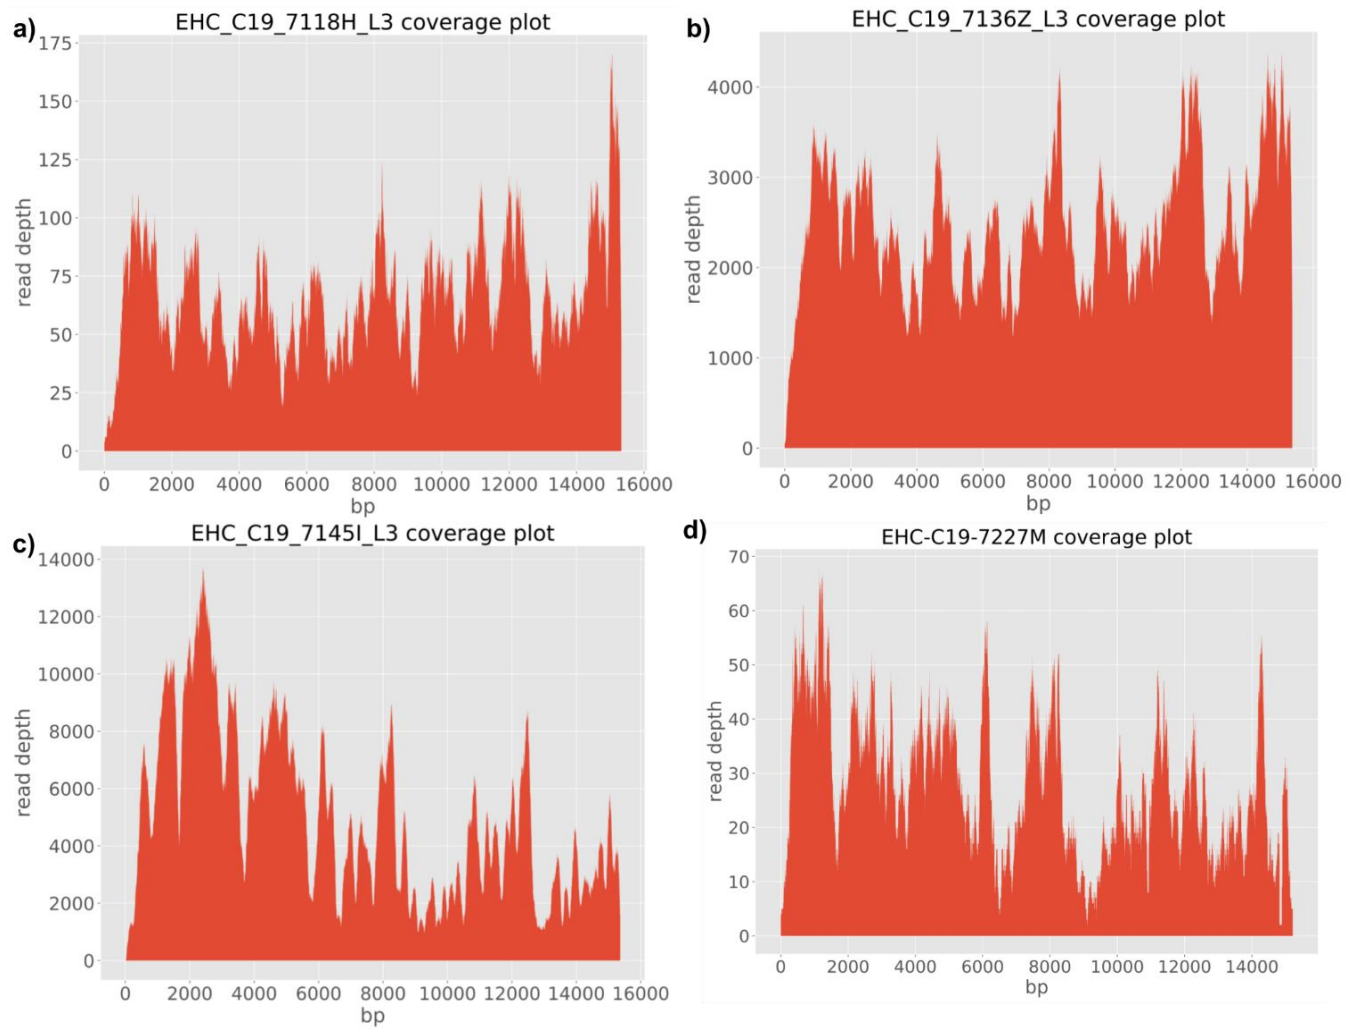 a)
EHC_C19_7118H_L3 coverage plot
175
150
125
100
75
50
25
0
read depth
0 2000 4000 6000 8000 10000 12000 14000 16000
bp
b)
EHC_C19_7136Z_L3 coverage plot
4000
3000
2000
1000
0
read depth
0 2000 4000 6000 8000 10000 12000 14000 16000
bp
c)
EHC_C19_7145I_L3 coverage plot
14000
12000
10000
8000
6000
4000
2000
0
read depth
0 2000 4000 6000 8000 10000 12000 14000 16000
bp
d)
EHC-C19-7227M coverage plot
70
60
50
40
30
20
10
0
read depth
0 2000 4000 6000 8000 10000 12000 14000
bp